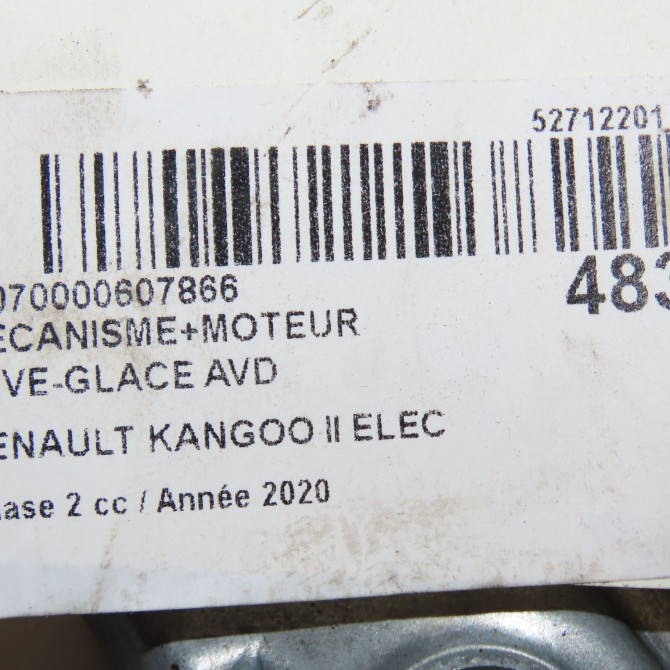 52712201
070000607866
483
ECANISME+MOTEUR
VE-GLACE AVD
ENAULT KANGOO II ELEC
ase 2 cc / Année 2020